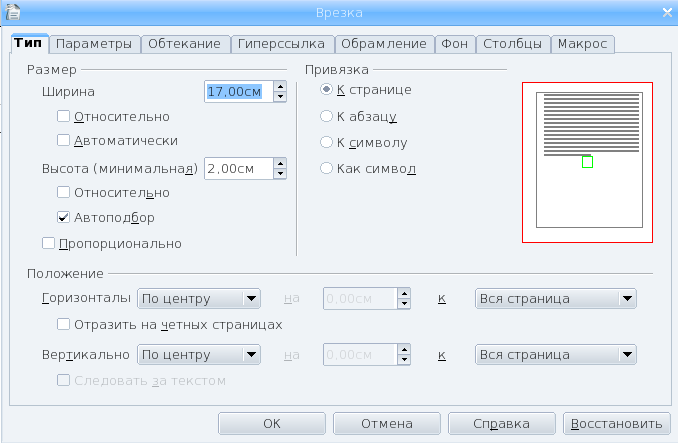 Врезка
Тип Параметры Обтекание Гиперссылка Обрамление Фон Столбцы Макрос
Размер Привязка
Ширина 17,00см К странице
Относительно К абзацу
Автоматически К символу
Высота (минимальная) 2,00см Как символ
Относительно
Автоподбор
Пропорционально
Положение
Горизонталы По центру на 0,00см к Вся страница
Отразить на четных страницах
Вертикально По центру на 0,00см к Вся страница
Следовать за текстом
OK Отмена Справка Восстановить